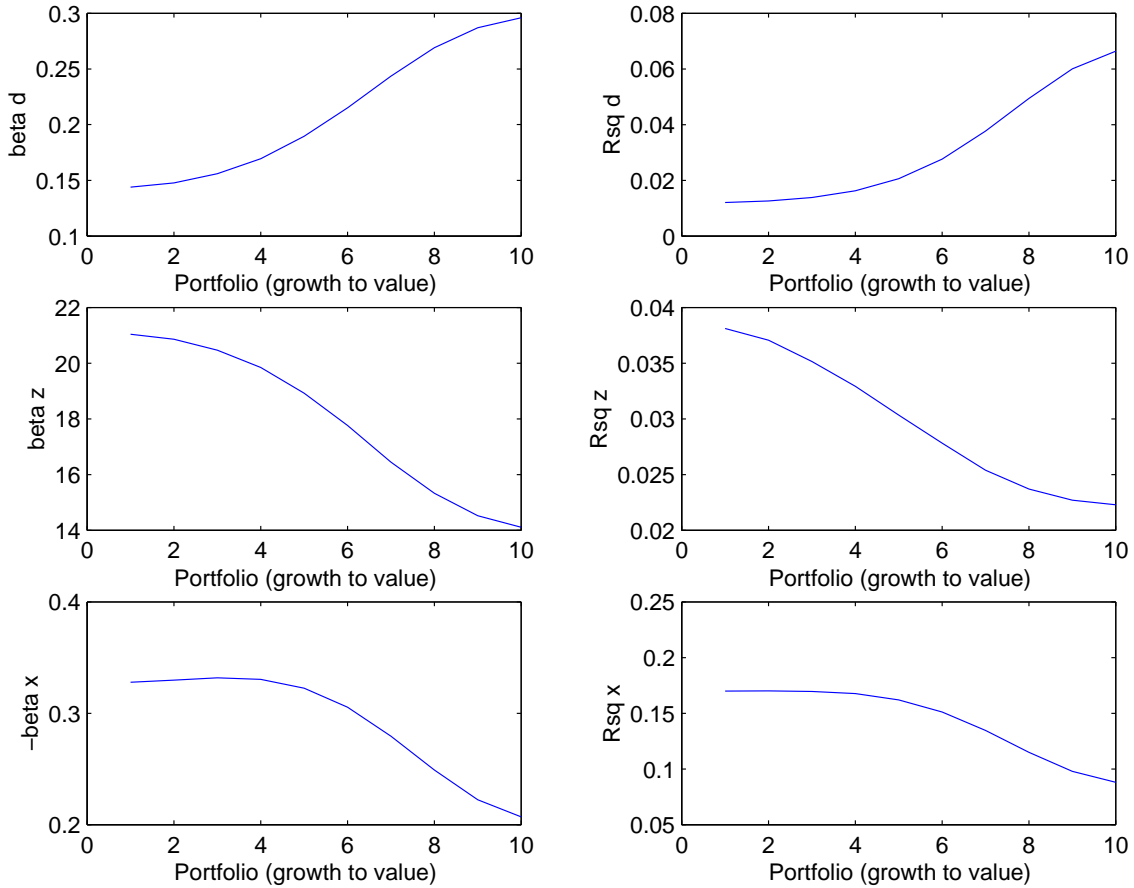 0.3
0.25
0.2
0.15
0.1
beta d
0 2 4 6 8 10
Portfolio (growth to value)
0.08
0.06
0.04
0.02
0
Rsq d
0 2 4 6 8 10
Portfolio (growth to value)
22
20
18
16
14
beta z
0 2 4 6 8 10
Portfolio (growth to value)
0.04
0.035
0.03
0.025
0.02
Rsq z
0 2 4 6 8 10
Portfolio (growth to value)
0.4
0.3
0.2
−beta x
0 2 4 6 8 10
Portfolio (growth to value)
0.25
0.2
0.15
0.1
0.05
Rsq x
0 2 4 6 8 10
Portfolio (growth to value)